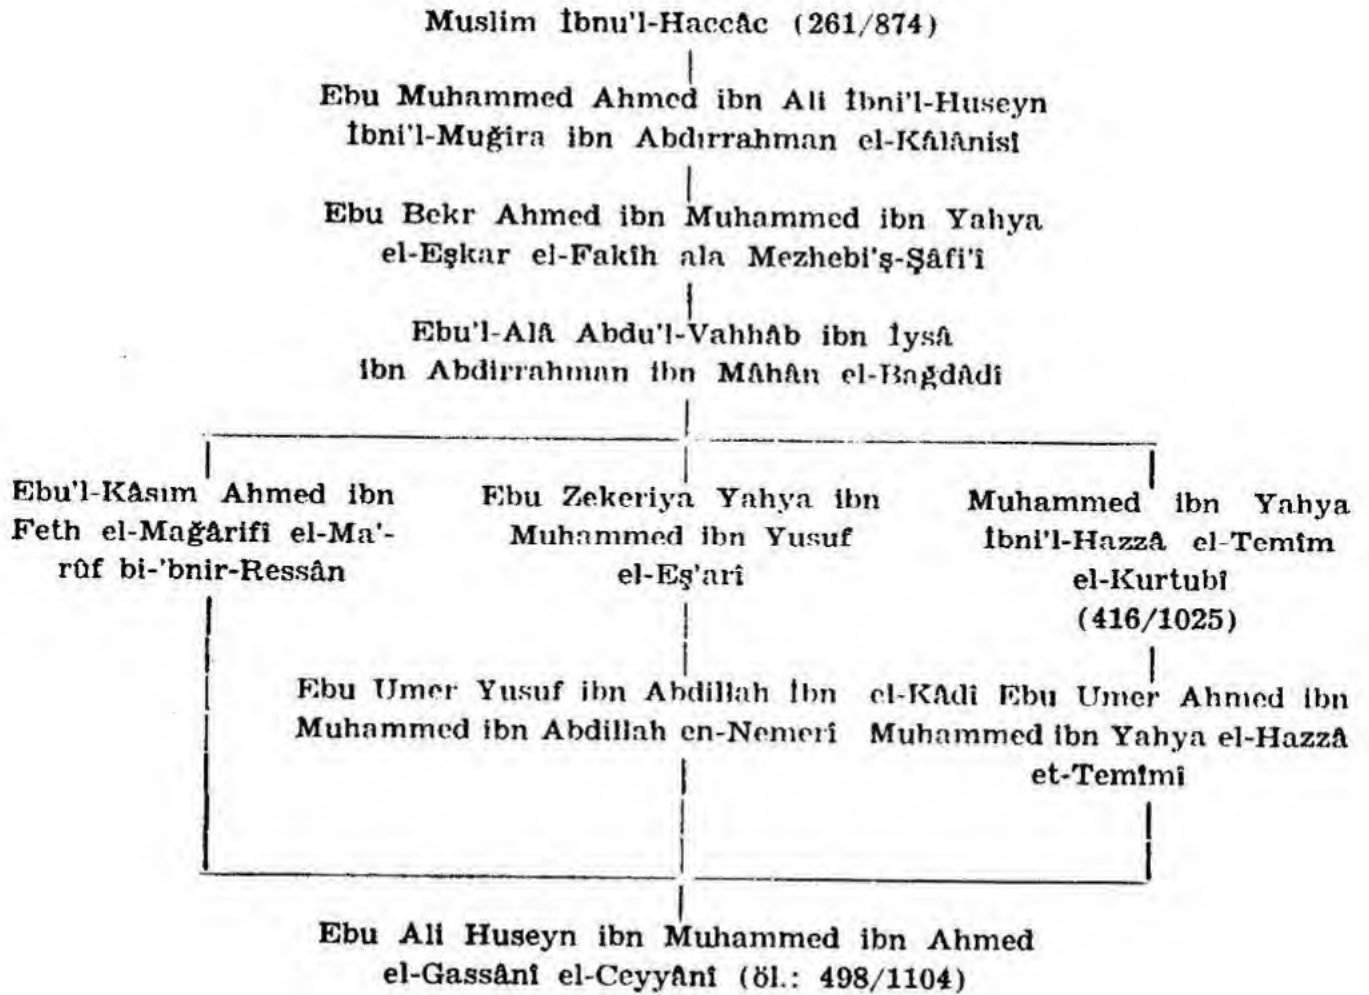 Muslim İbnu'l-Haccâc (261/874)
Ebu Muhammed Ahmed ibn Ali İbni'l-Huseyn
İbni'l-Muğira ibn Abdırrahman el-Kâlânisî
Ebu Bekr Ahmed ibn Muhammed ibn Yahya
el-Eşkar el-Fakîh ala Mezhebi'ş-Şâfi'î
Ebu'l-Alâ Abdu'l-Vahhâb ibn İysâ
ibn Abdirrahman ibn Mâhân el-Bağdâdî
Ebu'l-Kâsım Ahmed ibn
Feth el-Mağârifî el-Ma'-
rûf bi-'bnir-Ressân
Ebu Zekeriya Yahya ibn
Muhammed ibn Yusuf
el-Eş'arî
Muhammed ibn Yahya
İbni'l-Hazzâ el-Temîm
el-Kurtubî
(416/1025)
Ebu Umer Yusuf ibn Abdillah İbn
Muhammed ibn Abdillah en-Nemerî
el-Kâdî Ebu Umer Ahmed ibn
Muhammed ibn Yahya el-Hazzâ
et-Temîmî
Ebu Ali Huseyn ibn Muhammed ibn Ahmed
el-Gassânî el-Ceyyânî (öl.: 498/1104)